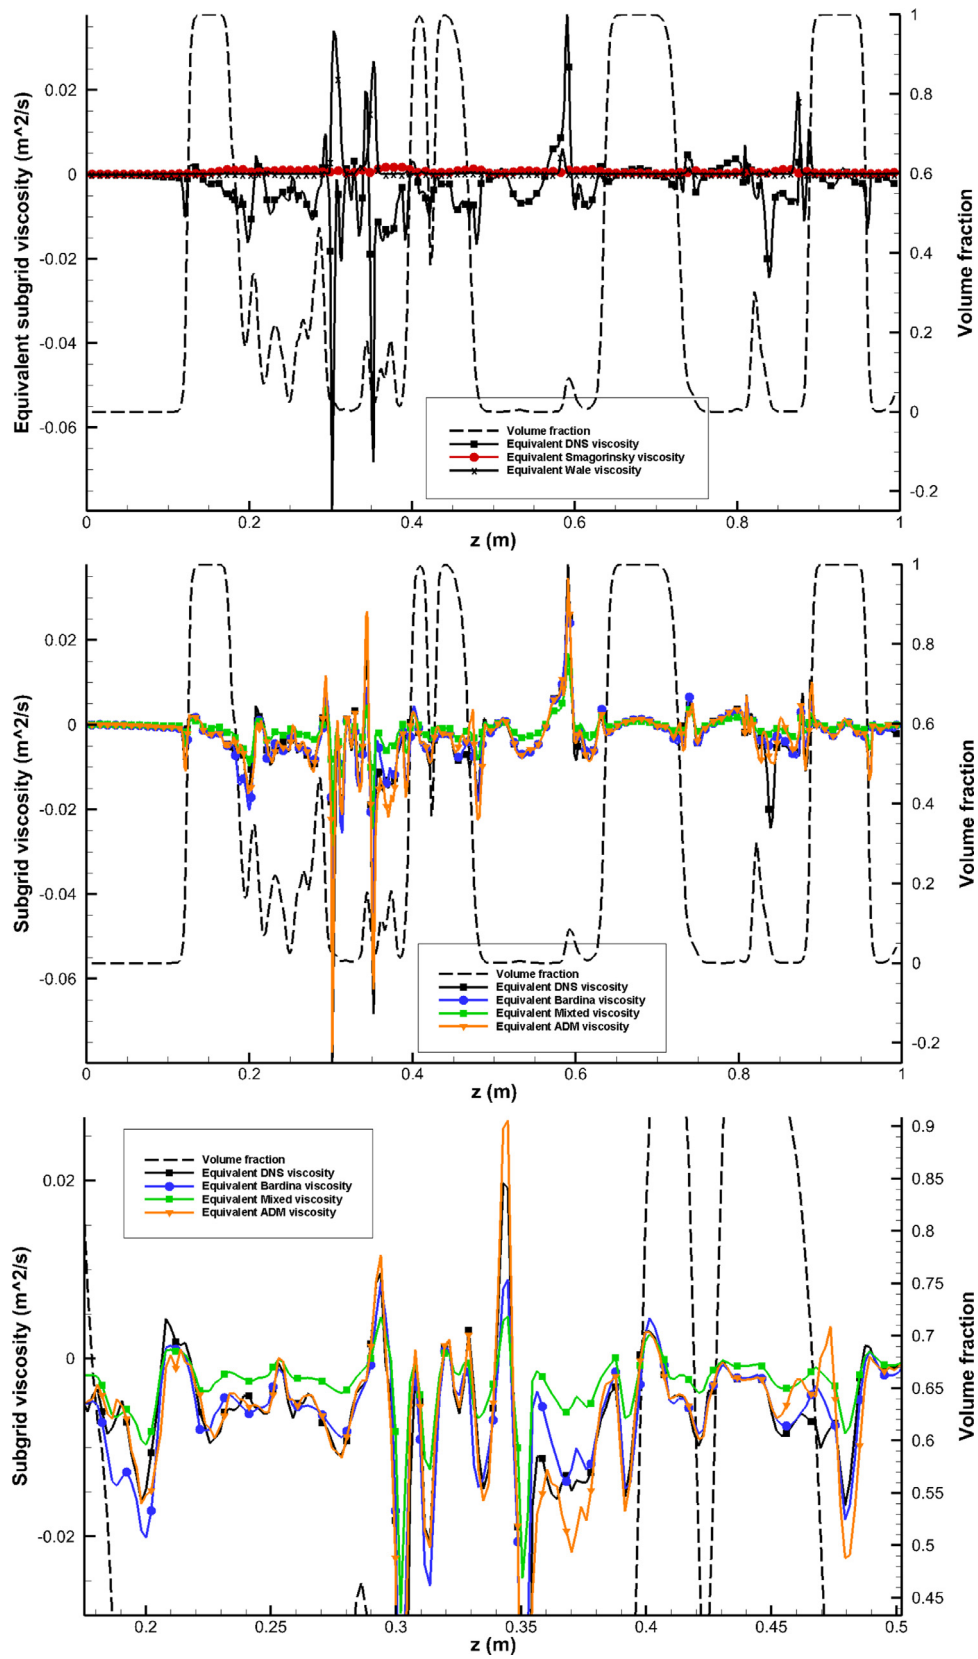 Equivalent subgrid viscosity (m^2/s)
0.02
0
-0.02
-0.04
-0.06
1
0.8
0.6
0.4
0.2
0
-0.2
Volume fraction
Volume fraction
Equivalent DNS viscosity
Equivalent Smagorinsky viscosity
Equivalent Wale viscosity
0
0.2
0.4
0.6
0.8
1
z (m)
Subgrid viscosity (m^2/s)
0.02
0
-0.02
-0.04
-0.06
1
0.8
0.6
0.4
0.2
0
-0.2
Volume fraction
Volume fraction
Equivalent DNS viscosity
Equivalent Bardina viscosity
Equivalent Mixted viscosity
Equivalent ADM viscosity
0
0.2
0.4
0.6
0.8
1
z (m)
Subgrid viscosity (m^2/s)
0.02
0
-0.02
Volume fraction
Equivalent DNS viscosity
Equivalent Bardina viscosity
Equivalent Mixed viscosity
Equivalent ADM viscosity
0.9
0.85
0.8
0.75
0.7
0.65
0.6
0.55
0.5
0.45
Volume fraction
0.2
0.25
0.3
0.35
0.4
0.45
0.5
z (m)